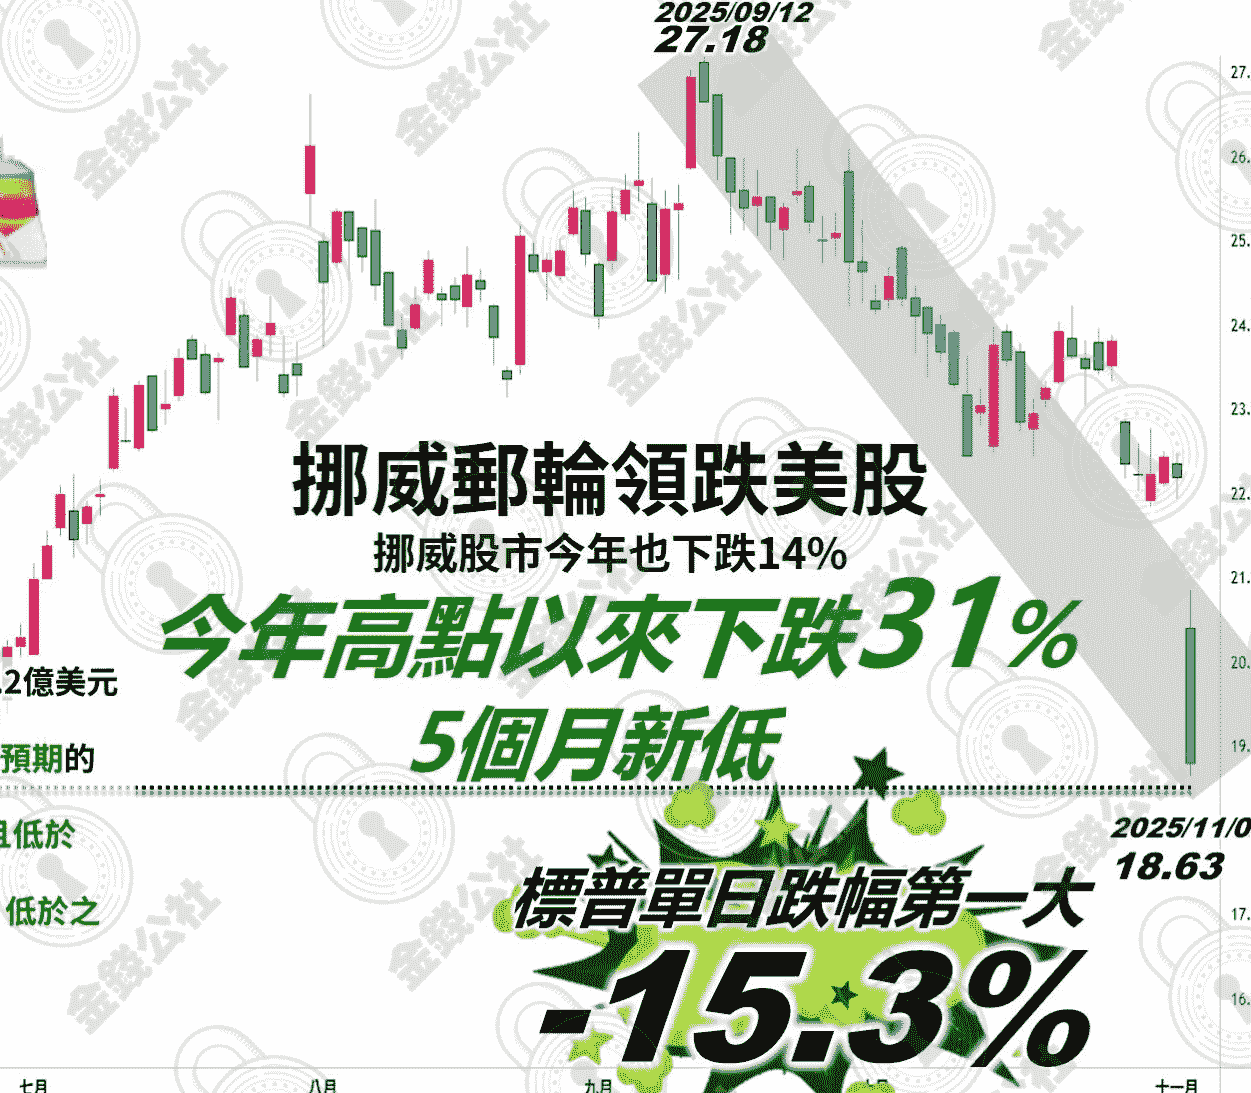 2025/09/12
27.18
27.
26.
25.
24.
23.
22.
21.
20.
19.
17.
16.
挪威郵輪領跌美股
挪威股市今年也下跌14%
今年高點以來下跌31%
5個月新低
.2億美元
預期的
且低於
低於之
2025/11/0
18.63
標普單日跌幅第一大
-15.3%
七月
八月
九月
十一月
金錢公社